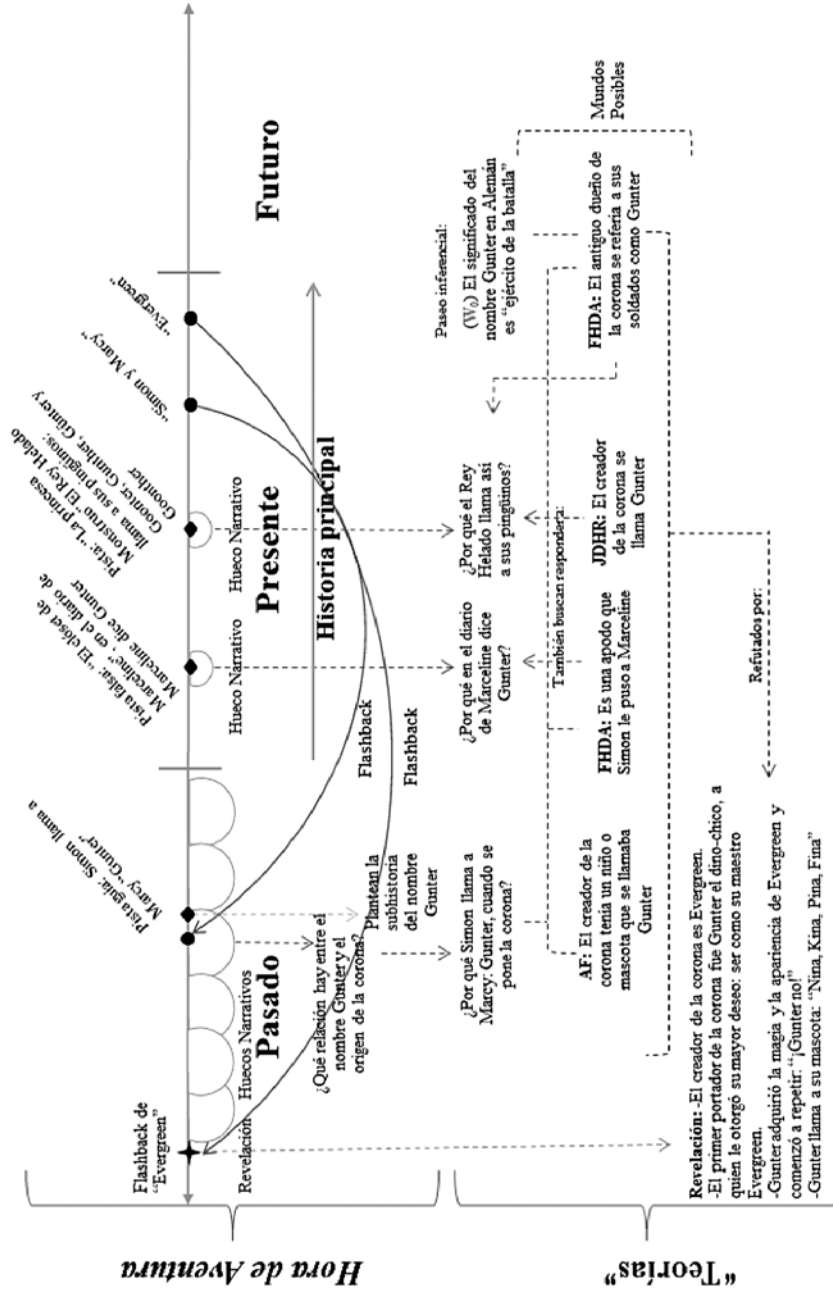 Hora de Aventura
Flashback de
"Evergreen"
Revelación
Huecos Narrativos
Pasado
Pista guía: Simon llama a
Marcy "Gunter"
Pista falsa: "El clóset de
Marceline", en el diario de
Marceline dice Gunter
Hueco Narrativo
Presente
Pista: "La princesa
Monstruo" El Rey Helado
llama a sus pingüinos:
Goonter, Gunther, Gúnter y
Goonther
Hueco Narrativo
"Simon y Marcy"
"Evergreen"
Futuro
Historia principal
Flashback
Flashback
¿Qué relación hay entre el
nombre Gunter y el
origen de la corona?
Plantean la
subhistoria
del nombre
Gunter
"Teorías"
¿Por qué Simon llama a
Marcy: Gunter, cuando se
pone la corona?
¿Por qué en el diario
de Marceline dice
Gunter?
¿Por qué el Rey
Helado llama así
a sus pingüinos?
Paseo inferencial:
(W₀) El significado del
nombre Gunter en Alemán
es "ejército de la batalla"
También buscan responder a:
AF: El creador de la
corona tenía un niño o
mascota que se llamaba
Gunter
FHDA: Es una apodo que
Simon le puso a Marceline
JDHR: El creador
de la corona se
llama Gunter
FHDA: El antiguo dueño de
la corona se refería a sus
soldados como Gunter
Mundos
Posibles
Refutados por:
Revelación: -El creador de la corona es Evergreen.
-El primer portador de la corona fue Gunter el dino-chico, a
quien le otorgó su mayor deseo: ser como su maestro
Evergreen.
-Gunter adquirió la magia y la apariencia de Evergreen y
comenzó a repetir: "¡Gunter no!"
-Gunter llama a su mascota: "Nina, Kina, Pina, Fina"